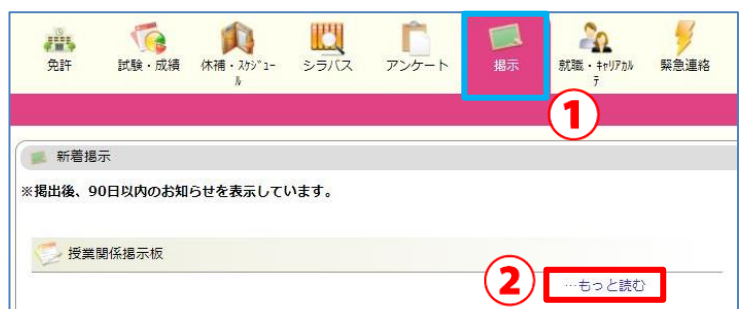 免許 試験・成績 休補・ｽｹｼﾞｭｰ シラバス アンケート 掲示 就職・ｷｬﾘｱｶﾙ 緊急連絡
ﾙ ﾃ
①
新着掲示
※掲出後、90日以内のお知らせを表示しています。
授業関係掲示板
② …もっと読む